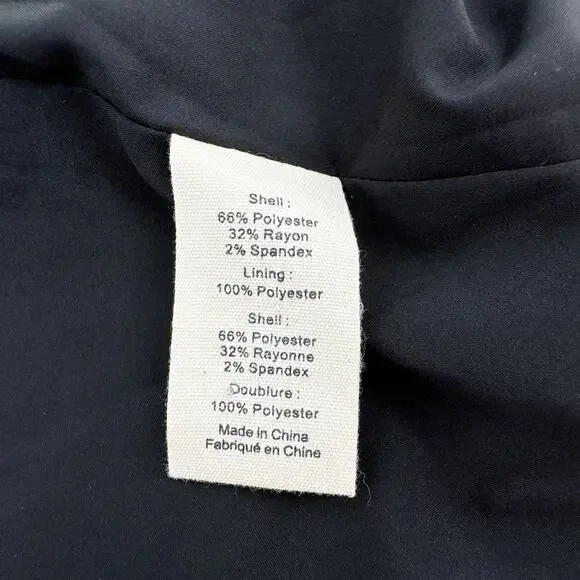 Shell :
66% Polyester
32% Rayon
2% Spandex
Lining :
100% Polyester
Shell :
66% Polyester
32% Rayonne
2% Spandex
Doublure :
100% Polyester
Made in China
Fabriqué en Chine